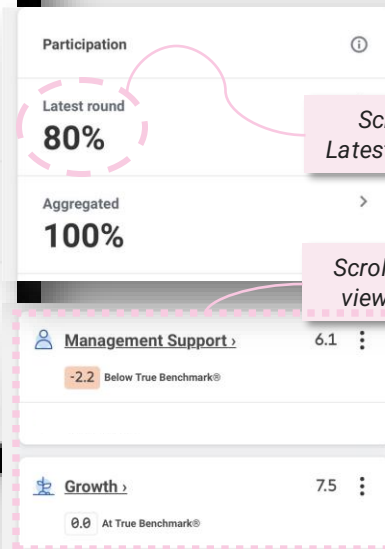 Participation
Latest round
80%
Aggregated
100%
Management Support ›
6.1
-2.2 Below True Benchmark®
Growth ›
7.5
0.0 At True Benchmark®